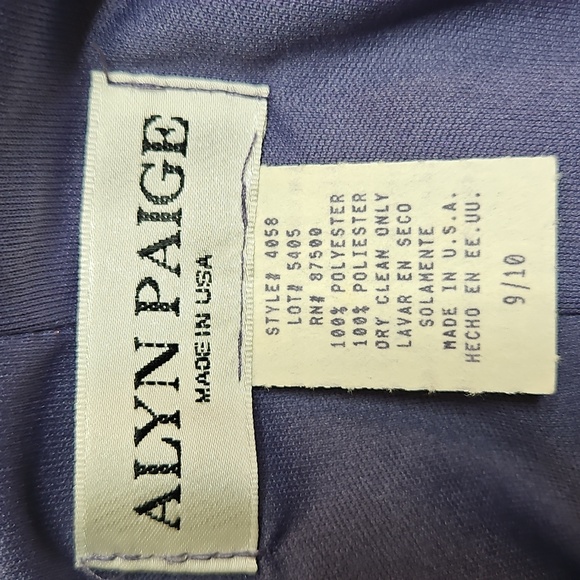 ALYN PAIGE
MADE IN USA
STYLE# 4058
LOT# 5405
RN# 87500
100% POLYESTER
100% POLIESTER
DRY CLEAN ONLY
LAVAR EN SECO
SOLAMENTE
MADE IN U.S.A.
HECHO EN EE.UU.
9/10